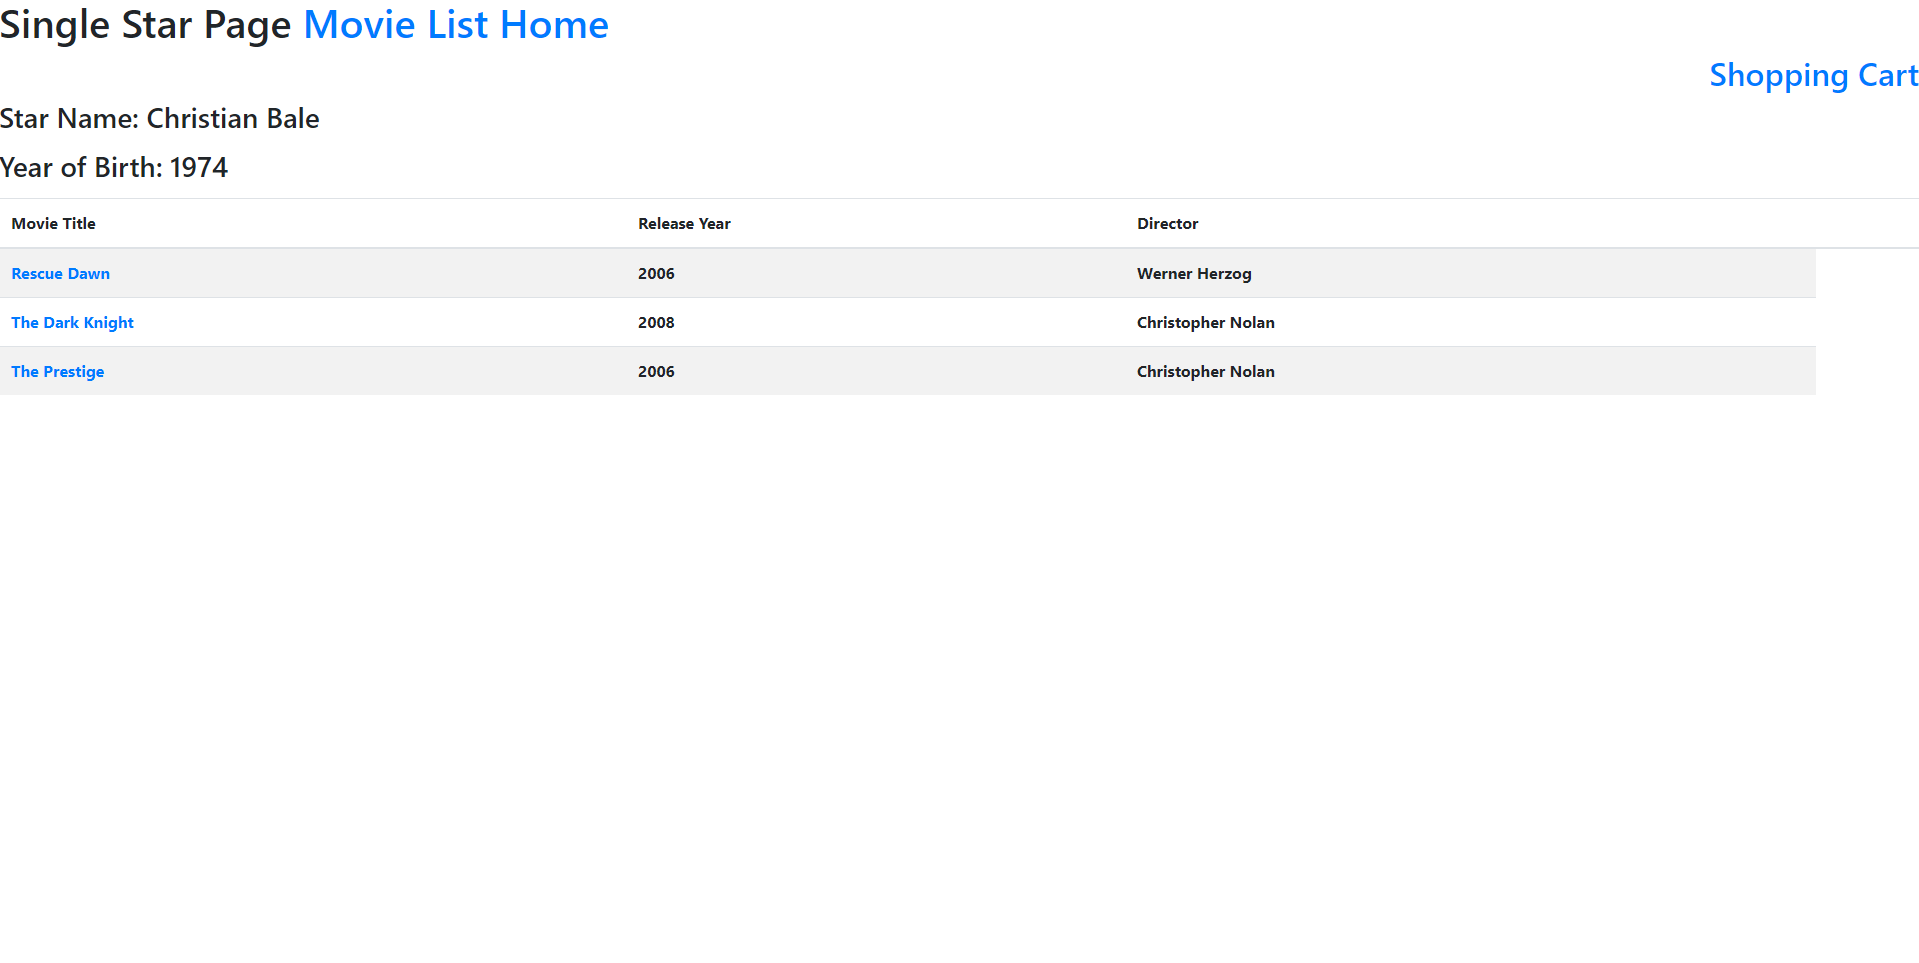 Single Star Page Movie List Home
Shopping Cart
Star Name: Christian Bale
Year of Birth: 1974
Movie Title Release Year Director
Rescue Dawn 2006 Werner Herzog
The Dark Knight 2008 Christopher Nolan
The Prestige 2006 Christopher Nolan